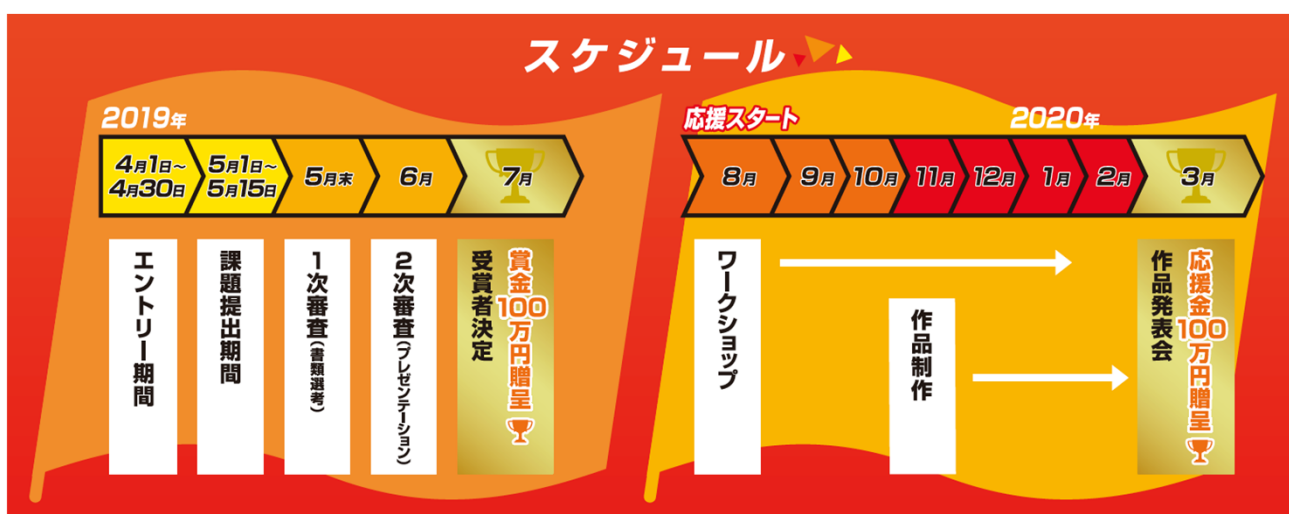 スケジュール
2019年
4月1日~
4月30日
5月1日~
5月15日
5月末
6月
7月
エントリー期間
課題提出期間
1次審査(書類選考)
2次審査(プレゼンテーション)
賞金100万円贈呈
受賞者決定
応援スタート
2020年
8月
9月
10月
11月
12月
1月
2月
3月
ワークショップ
作品制作
応援金100万円贈呈
作品発表会